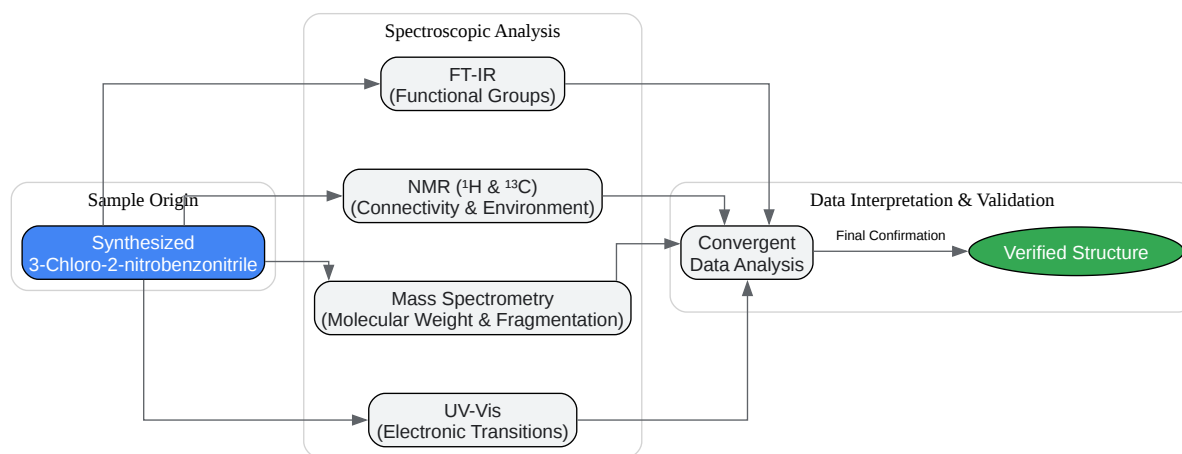 Spectroscopic Analysis
FT-IR
(Functional Groups)
NMR (¹H & ¹³C)
(Connectivity & Environment)
Sample Origin
Synthesized
3-Chloro-2-nitrobenzonitrile
Mass Spectrometry
(Molecular Weight & Fragmentation)
UV-Vis
(Electronic Transitions)
Data Interpretation & Validation
Convergent
Data Analysis
Final Confirmation
Verified Structure